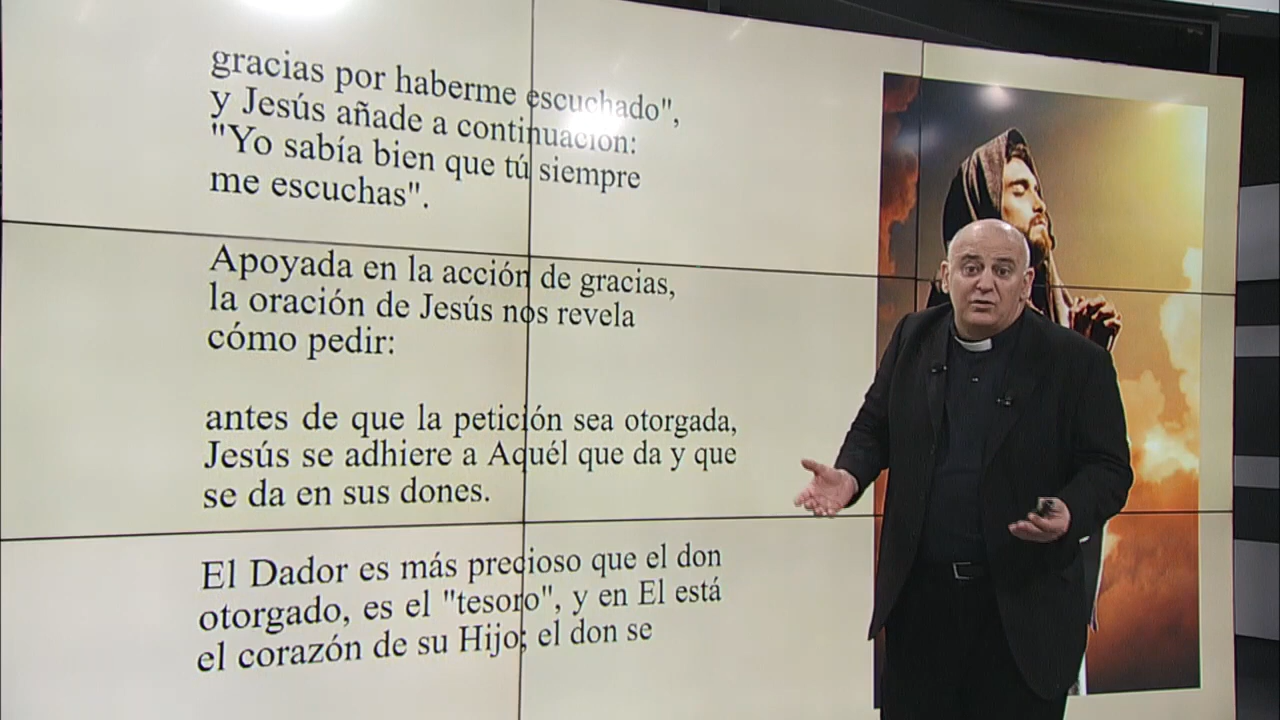 gracias por haberme escuchado",
y Jesús añade a continuación:
"Yo sabía bien que tú siempre
me escuchas".
Apoyada en la acción de gracias,
la oración de Jesús nos revela
cómo pedir:
antes de que la petición sea otorgada,
Jesús se adhiere a Aquél que da y que
se da en sus dones.
El Dador es más precioso que el don
otorgado, es el "tesoro", y en El está
el corazón de su Hijo; el don se